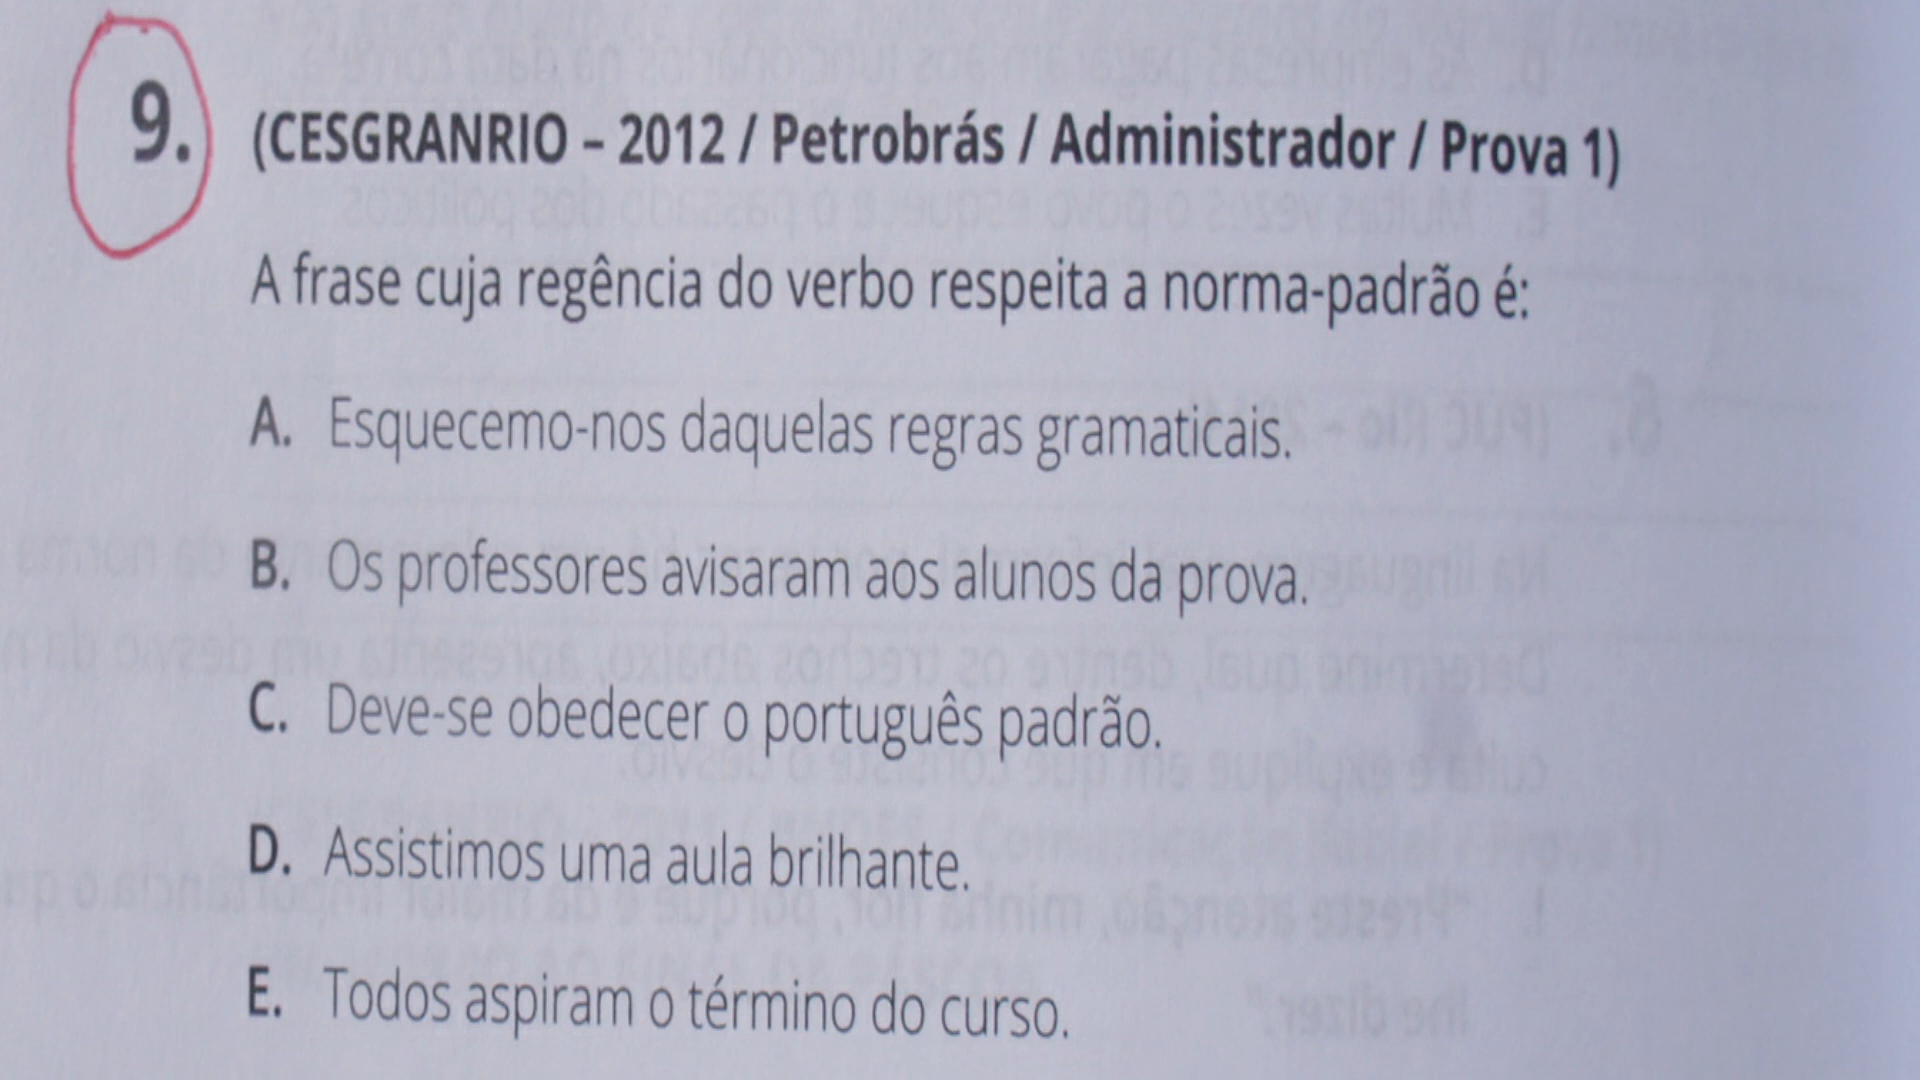 9. (CESGRANRIO – 2012 / Petrobrás / Administrador / Prova 1)
A frase cuja regência do verbo respeita a norma-padrão é:
A. Esquecemo-nos daquelas regras gramaticais.
B. Os professores avisaram aos alunos da prova.
C. Deve-se obedecer o português padrão.
D. Assistimos uma aula brilhante.
E. Todos aspiram o término do curso.